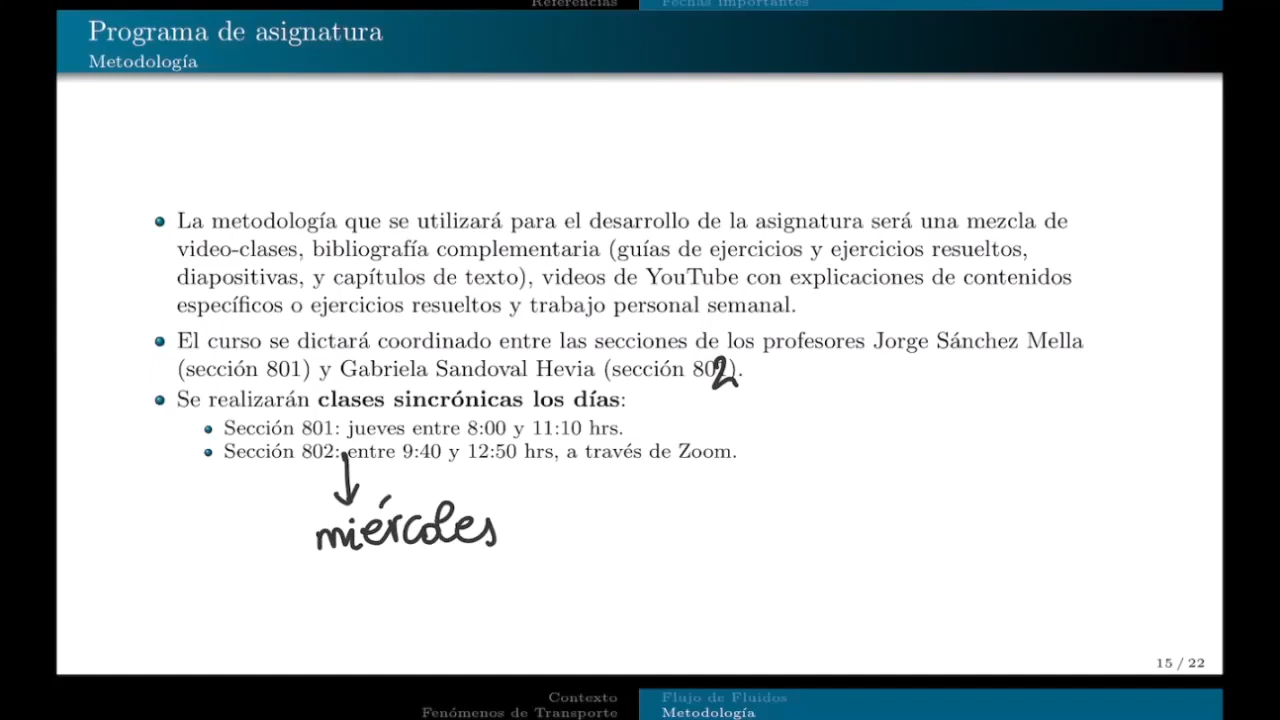 Referencias
Fechas importantes
Programa de asignatura
Metodología
La metodología que se utilizará para el desarrollo de la asignatura será una mezcla de
video-clases, bibliografía complementaria (guías de ejercicios y ejercicios resueltos,
diapositivas, y capítulos de texto), videos de YouTube con explicaciones de contenidos
específicos o ejercicios resueltos y trabajo personal semanal.
El curso se dictará coordinado entre las secciones de los profesores Jorge Sánchez Mella
(sección 801) y Gabriela Sandoval Hevia (sección 802).
Se realizarán clases sincrónicas los días:
Sección 801: jueves entre 8:00 y 11:10 hrs.
Sección 802: entre 9:40 y 12:50 hrs, a través de Zoom.
miércoles
15 / 22
Contexto
Flujo de Fluidos
Fenómenos de Transporte
Metodología